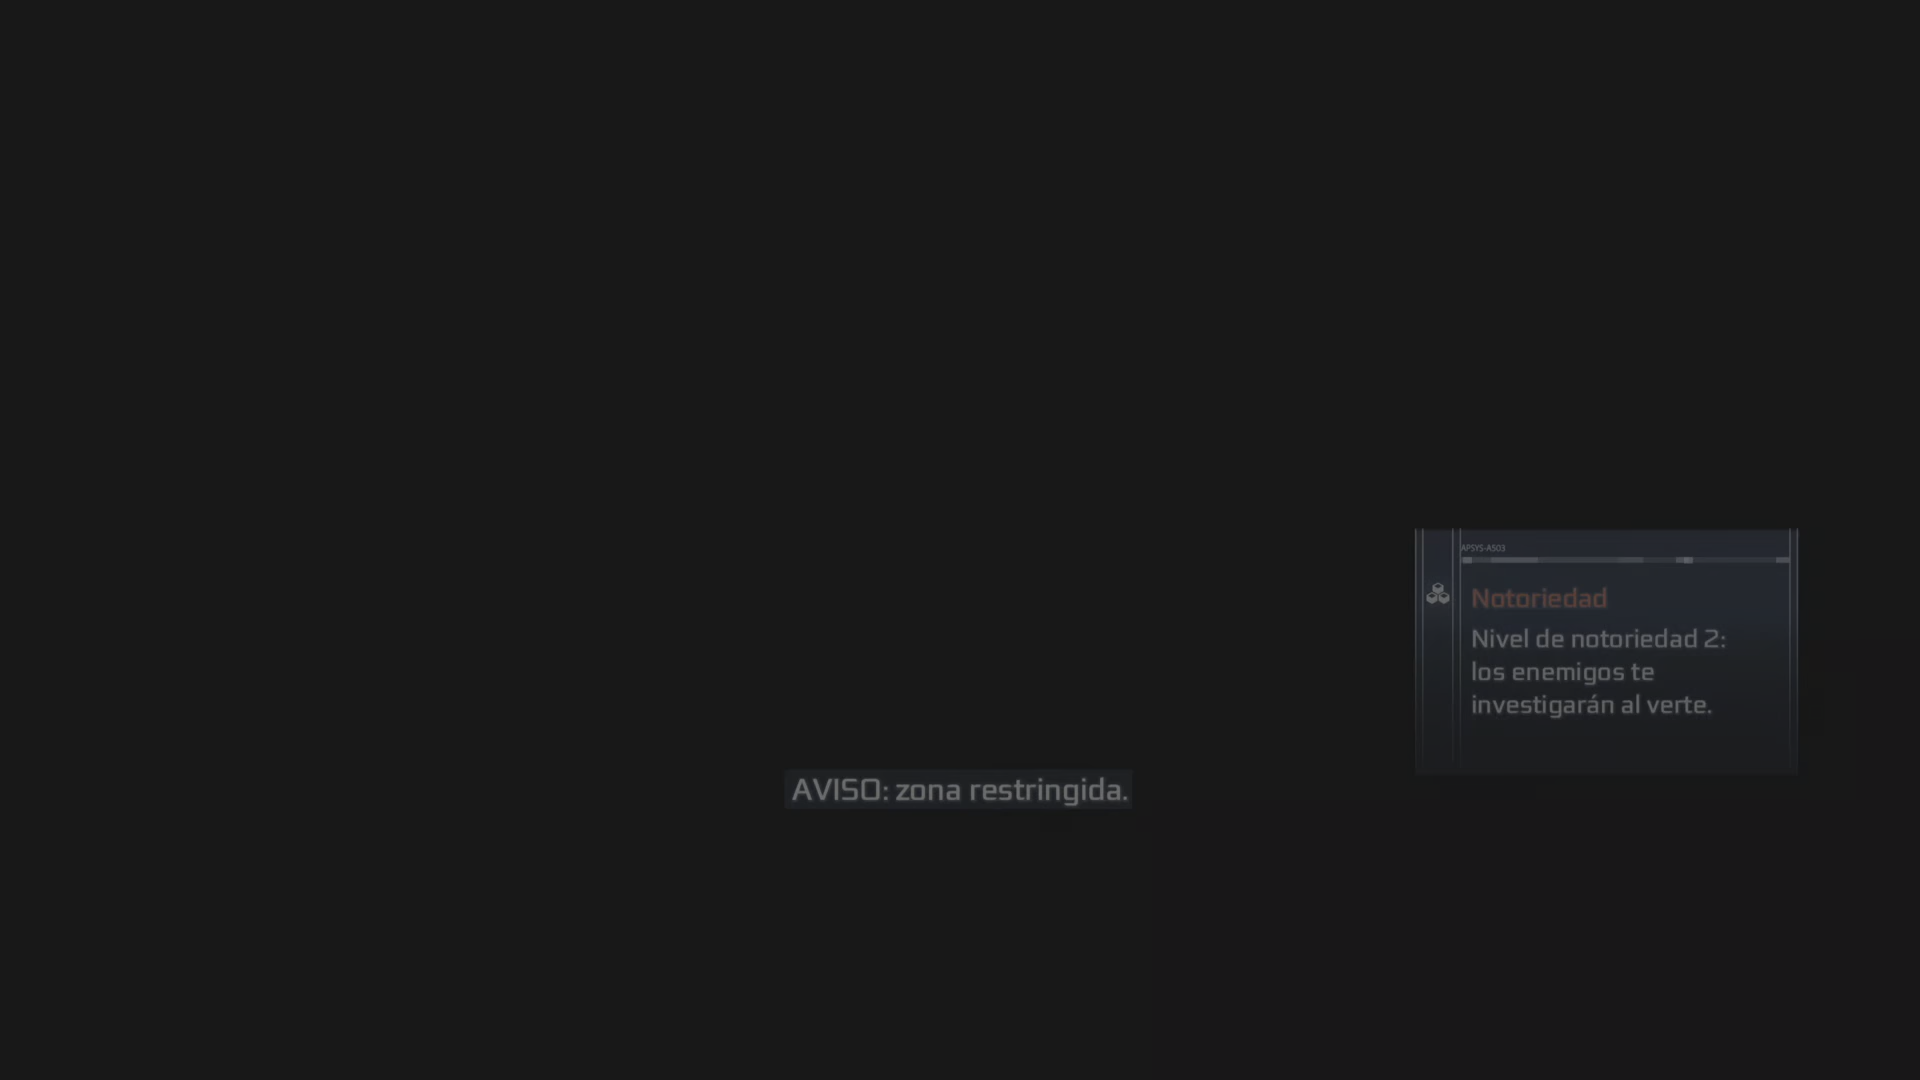 APSYS-A503
Notoriedad
Nivel de notoriedad 2:
los enemigos te
investigarán al verte.
AVISO: zona restringida.